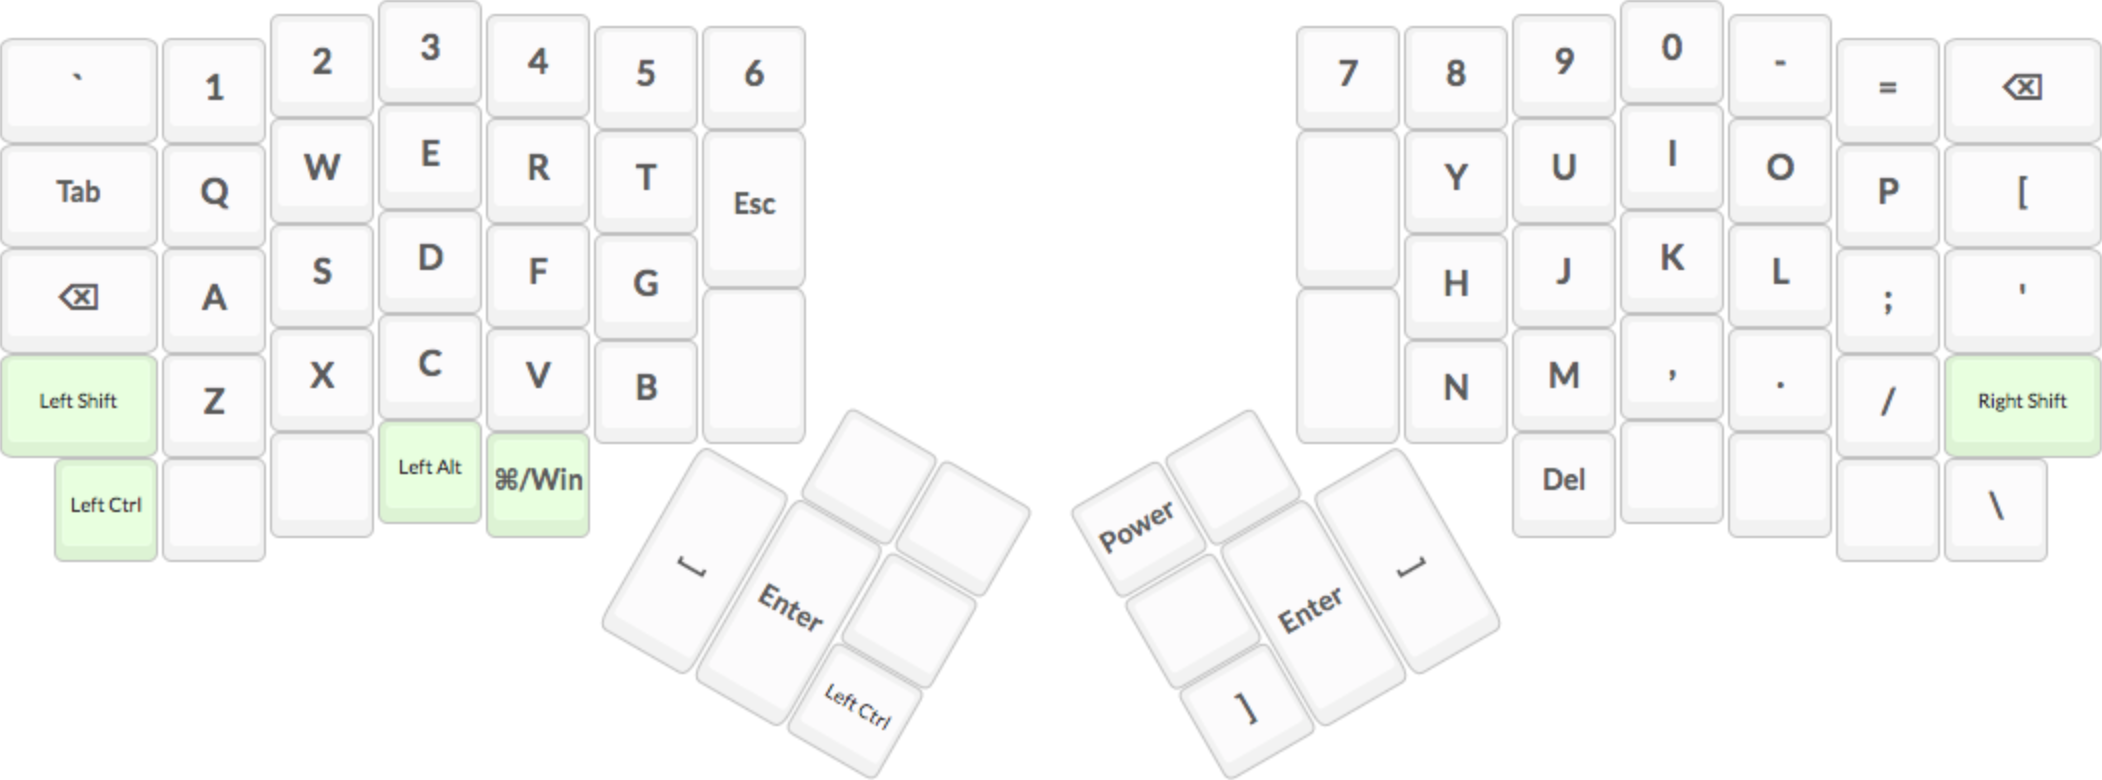 ` 1 2 3 4 5 6 7 8 9 0 - = ⌫
Tab Q W E R T Esc Y U I O P [
⌫ A S D F G H J K L ; '
Left Shift Z X C V B N M , . / Right Shift
Left Ctrl Left Alt ⌘/Win Del \
Power
⎵ Enter Enter ⎵
Left Ctrl ]